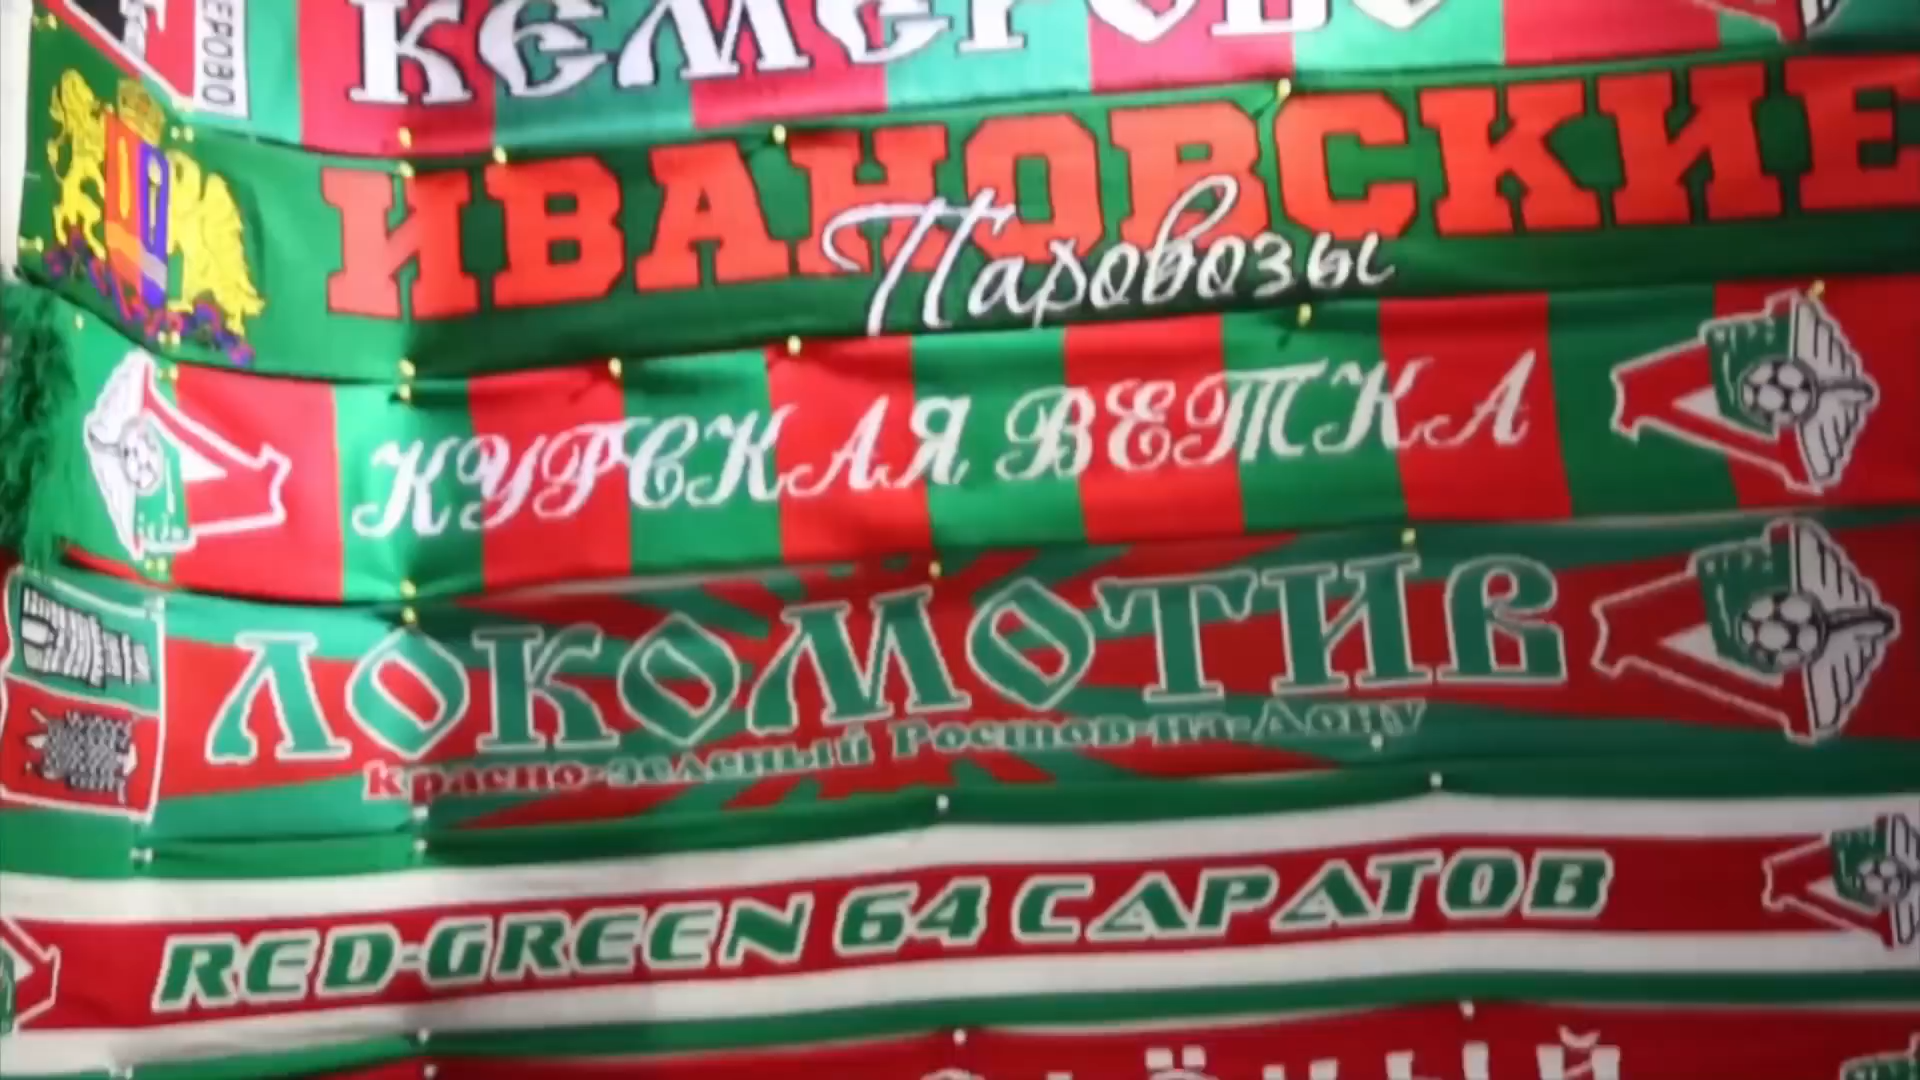 КЕМЕРОВО
ИВАНОВСКИЕ
Паровозы
КУРСКАЯ ВЕТКА
ЛОКОМОТИВ
Красно-зеленый Ростов-на-Дону
RED-GREEN 64 САРАТОВ